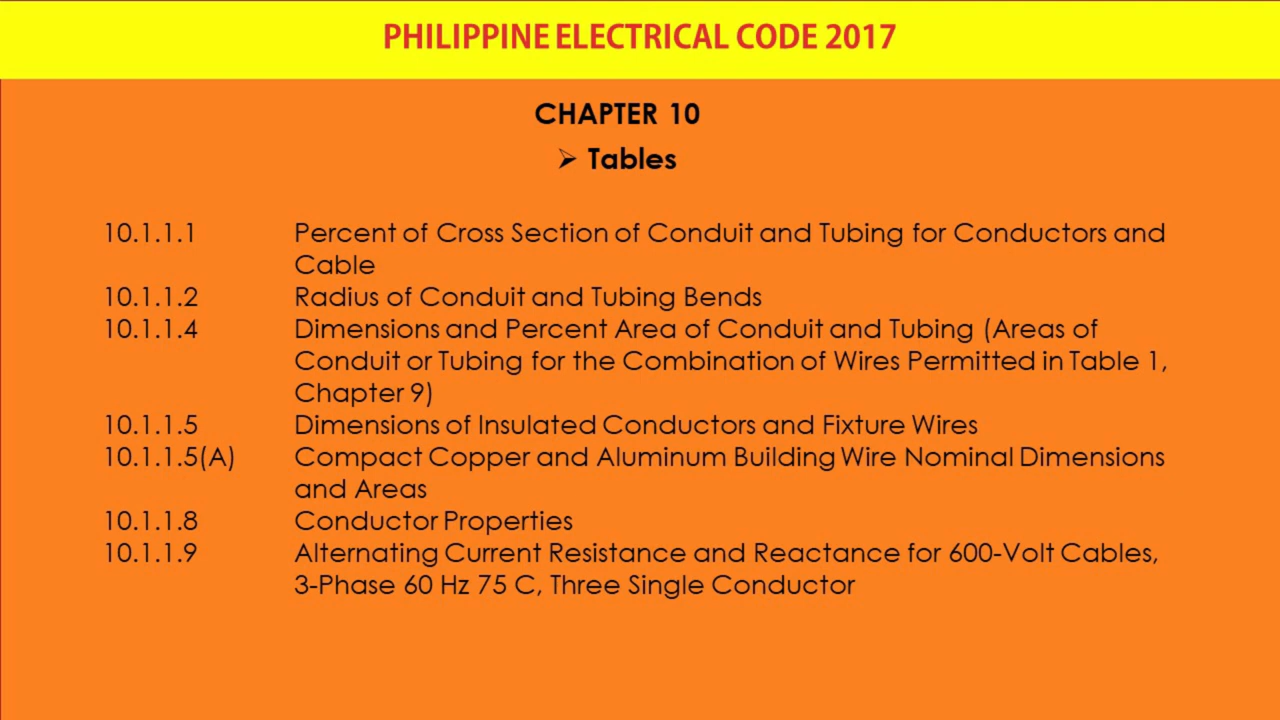 PHILIPPINE ELECTRICAL CODE 2017
CHAPTER 10
➢ Tables
10.1.1.1 Percent of Cross Section of Conduit and Tubing for Conductors and
Cable
10.1.1.2 Radius of Conduit and Tubing Bends
10.1.1.4 Dimensions and Percent Area of Conduit and Tubing (Areas of
Conduit or Tubing for the Combination of Wires Permitted in Table 1,
Chapter 9)
10.1.1.5 Dimensions of Insulated Conductors and Fixture Wires
10.1.1.5(A) Compact Copper and Aluminum Building Wire Nominal Dimensions
and Areas
10.1.1.8 Conductor Properties
10.1.1.9 Alternating Current Resistance and Reactance for 600-Volt Cables,
3-Phase 60 Hz 75 C, Three Single Conductor